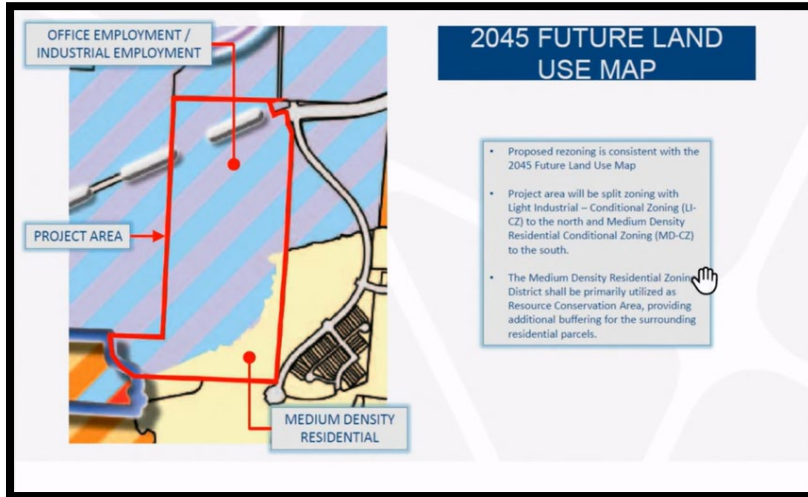 OFFICE EMPLOYMENT /
INDUSTRIAL EMPLOYMENT
PROJECT AREA
MEDIUM DENSITY
RESIDENTIAL
2045 FUTURE LAND
USE MAP
• Proposed rezoning is consistent with the
2045 Future Land Use Map
• Project area will be split zoning with
Light Industrial – Conditional Zoning (LI-
CZ) to the north and Medium Density
Residential Conditional Zoning (MD-CZ)
to the south.
• The Medium Density Residential Zoning
District shall be primarily utilized as
Resource Conservation Area, providing
additional buffering for the surrounding
residential parcels.